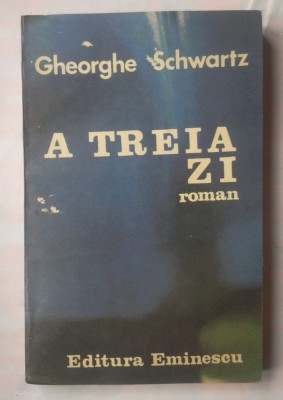 Gheorghe Schwartz
A TREIA
ZI
roman
Editura Eminescu